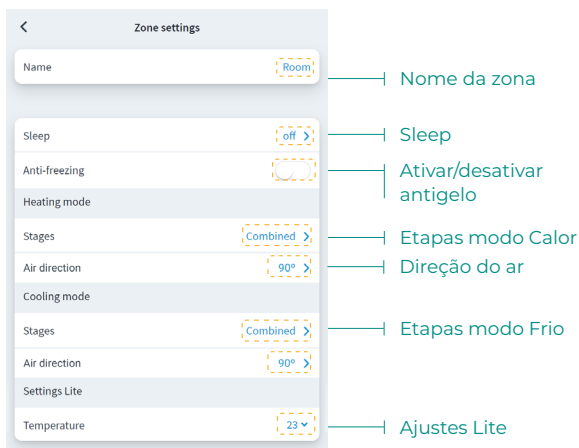 Zone settings
Name
Room
Nome da zona
Sleep
off
Sleep
Anti-freezing
Ativar/desativar
antigelo
Heating mode
Stages
Combined
Etapas modo Calor
Air direction
90º
Direção do ar
Cooling mode
Stages
Combined
Etapas modo Frio
Air direction
90º
Settings Lite
Temperature
23
Ajustes Lite